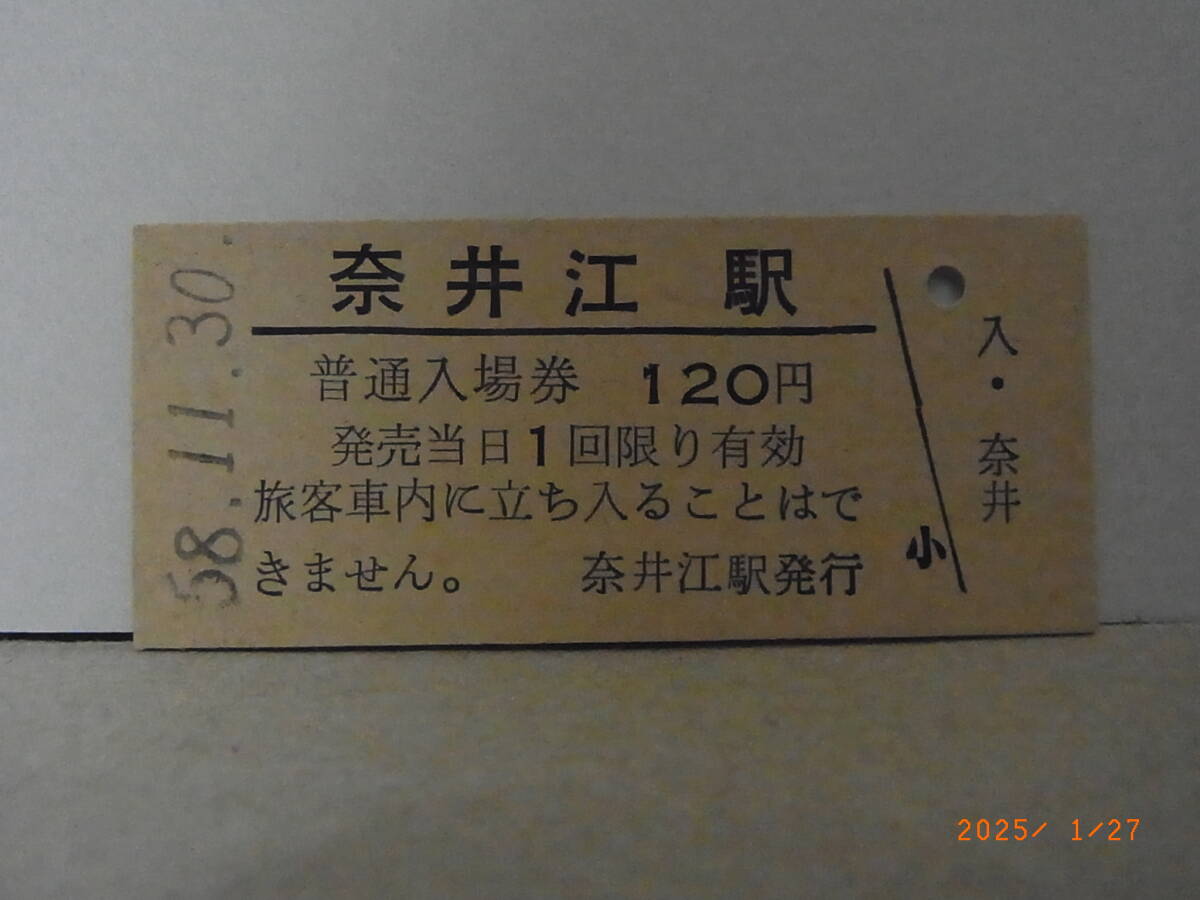 58.11.30.
奈井江 駅
普通入場券 120円
発売当日1回限り有効
旅客車内に立ち入ることはで
きません。 奈井江駅発行
小
入・奈井
2025/ 1/27